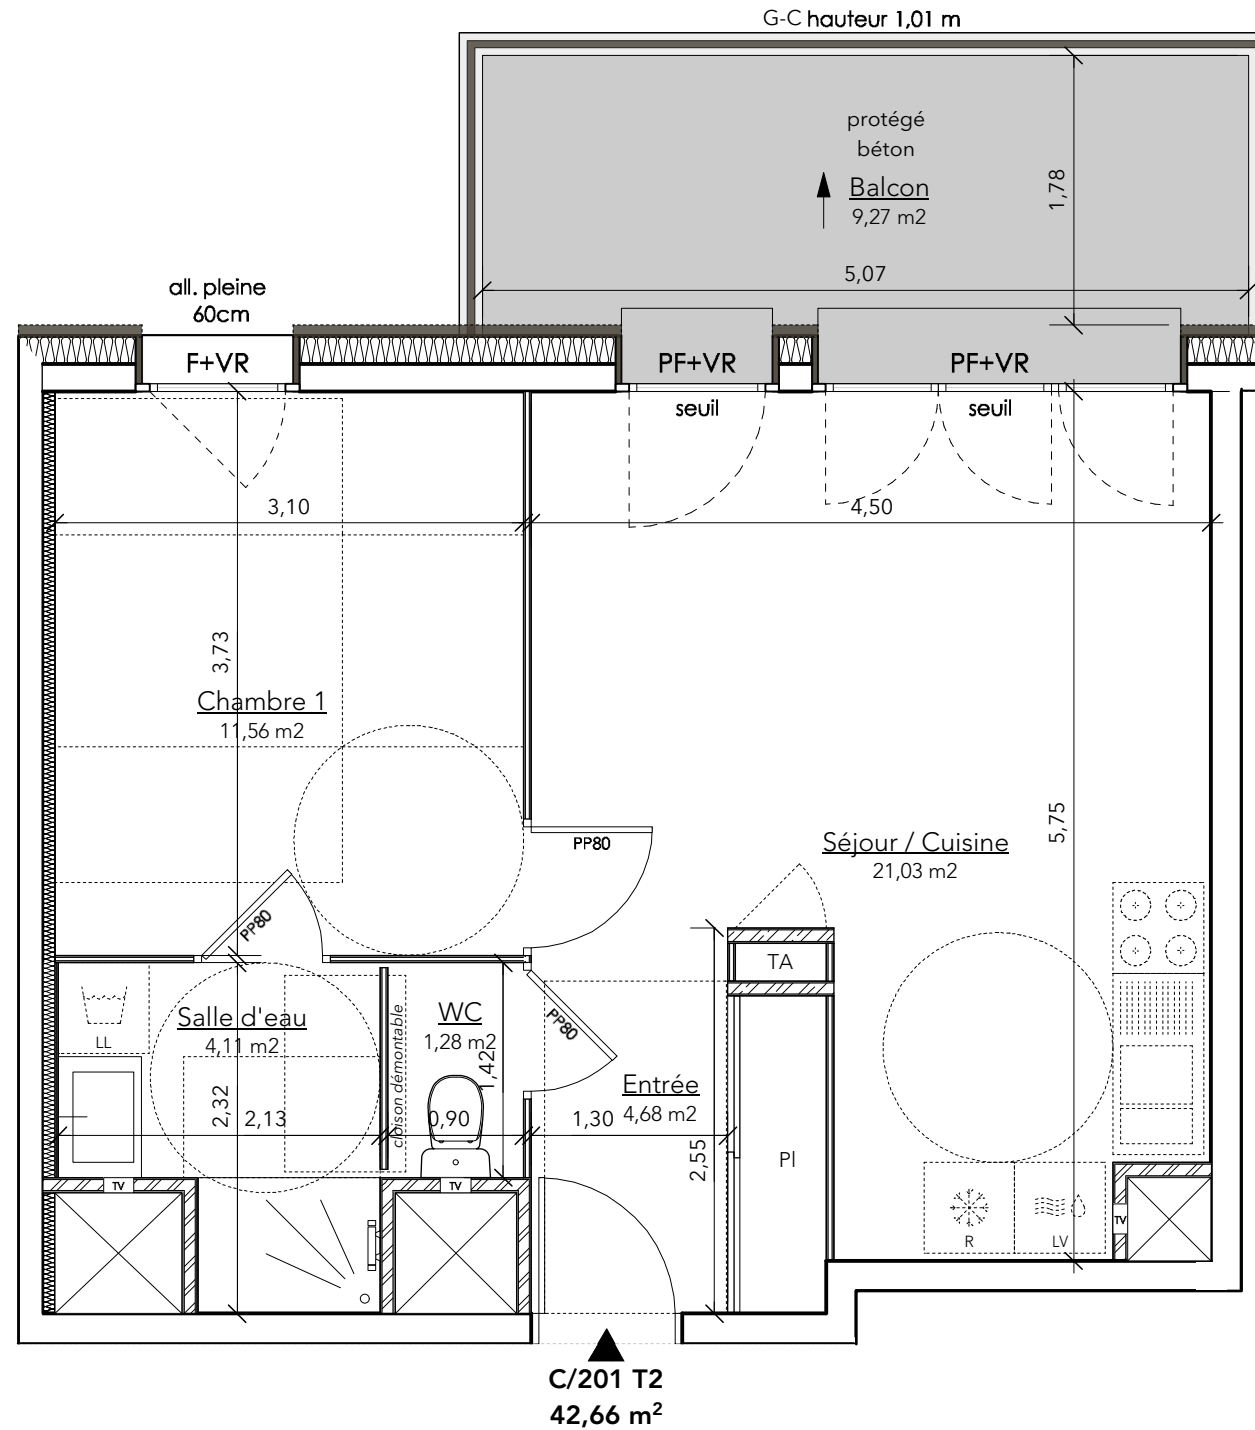 G-C hauteur 1,01 m
protégé
béton
Balcon
9,27 m2
1,78
5,07
all. pleine
60cm
F+VR
PF+VR
PF+VR
seuil
seuil
3,10
4,50
3,73
Chambre 1
11,56 m2
5,75
PP80
Séjour / Cuisine
21,03 m2
PP80
TA
Salle d'eau
4,11 m2
LL
WC
1,28 m2
1,42
PP80
cloison démontable
Entrée
4,68 m2
2,32
2,13
0,90
1,30
2,55
Pl
TV
TV
TV
R
LV
C/201 T2
42,66 m²